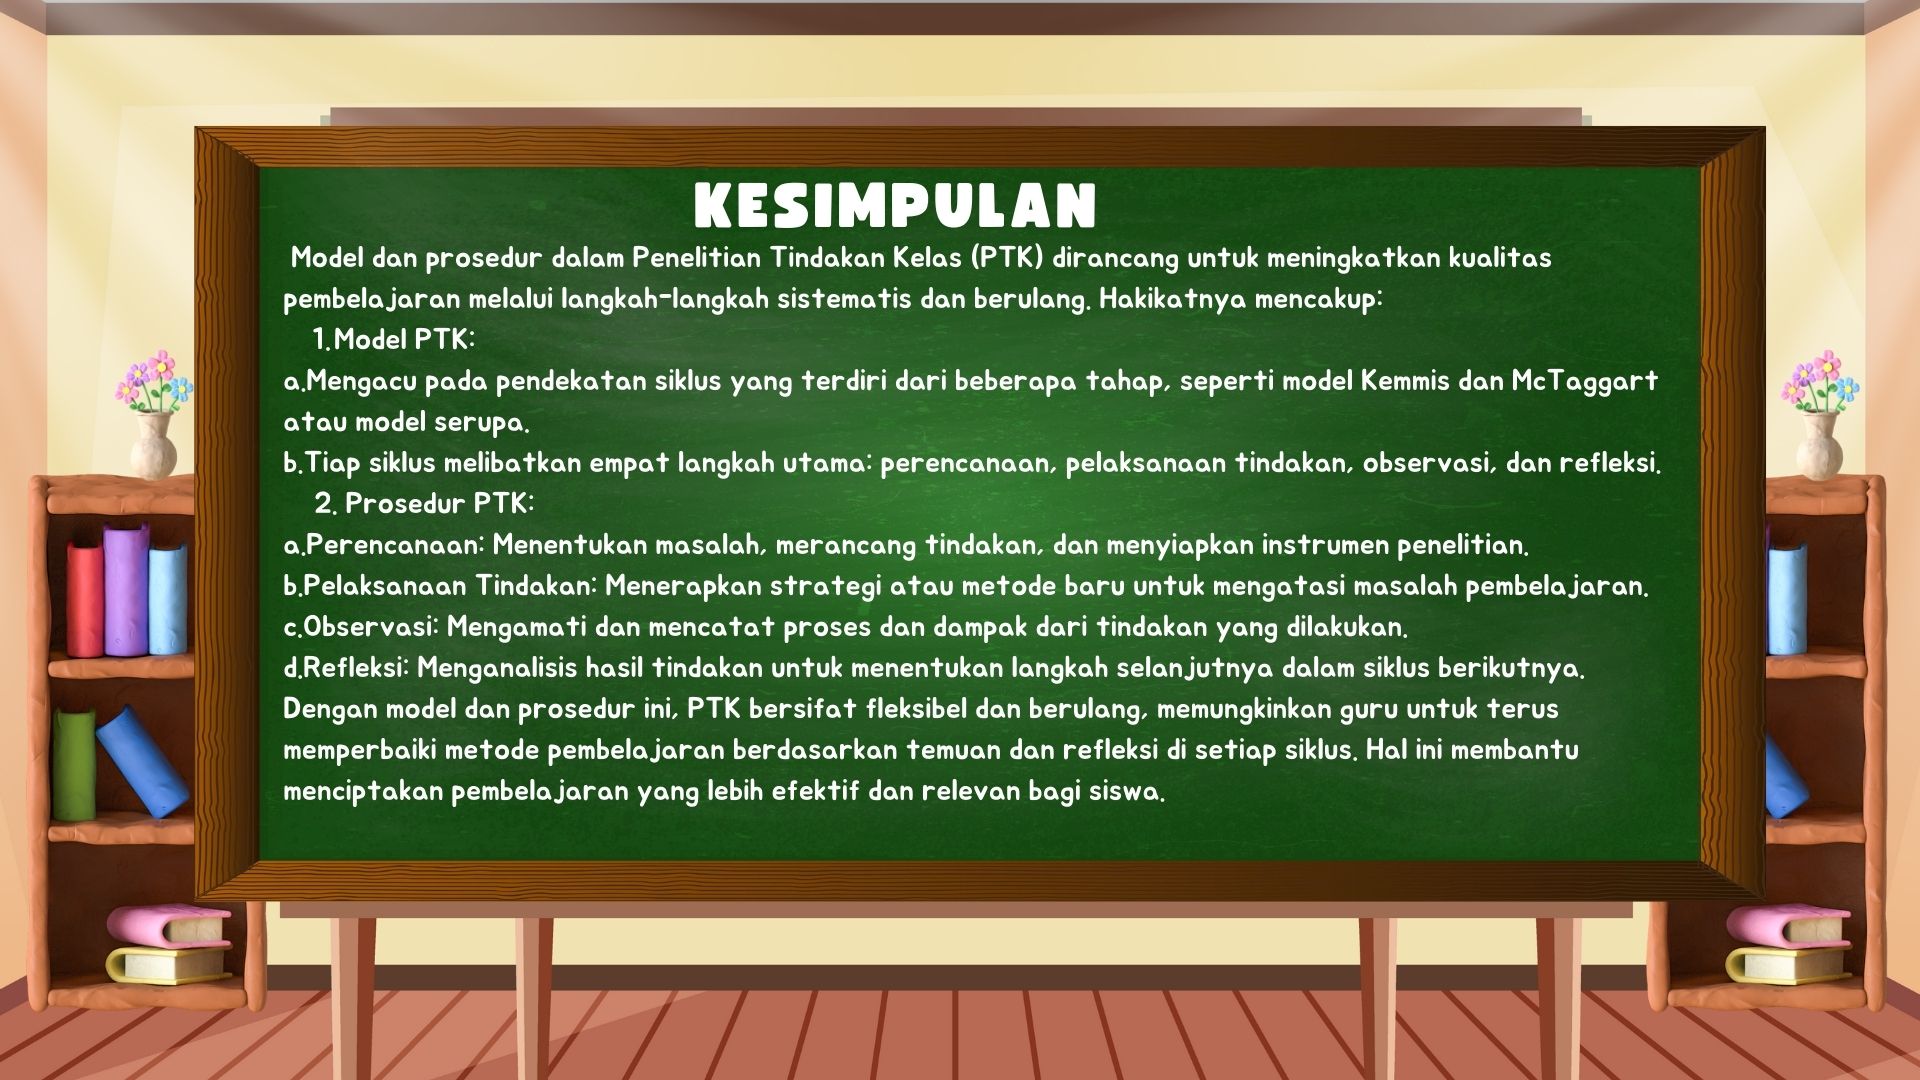 KESIMPULAN
Model dan prosedur dalam Penelitian Tindakan Kelas (PTK) dirancang untuk meningkatkan kualitas
pembelajaran melalui langkah-langkah sistematis dan berulang. Hakikatnya mencakup:
1.Model PTK:
a.Mengacu pada pendekatan siklus yang terdiri dari beberapa tahap, seperti model Kemmis dan McTaggart
atau model serupa.
b.Tiap siklus melibatkan empat langkah utama: perencanaan, pelaksanaan tindakan, observasi, dan refleksi.
2. Prosedur PTK:
a.Perencanaan: Menentukan masalah, merancang tindakan, dan menyiapkan instrumen penelitian.
b.Pelaksanaan Tindakan: Menerapkan strategi atau metode baru untuk mengatasi masalah pembelajaran.
c.Observasi: Mengamati dan mencatat proses dan dampak dari tindakan yang dilakukan.
d.Refleksi: Menganalisis hasil tindakan untuk menentukan langkah selanjutnya dalam siklus berikutnya.
Dengan model dan prosedur ini, PTK bersifat fleksibel dan berulang, memungkinkan guru untuk terus
memperbaiki metode pembelajaran berdasarkan temuan dan refleksi di setiap siklus. Hal ini membantu
menciptakan pembelajaran yang lebih efektif dan relevan bagi siswa.